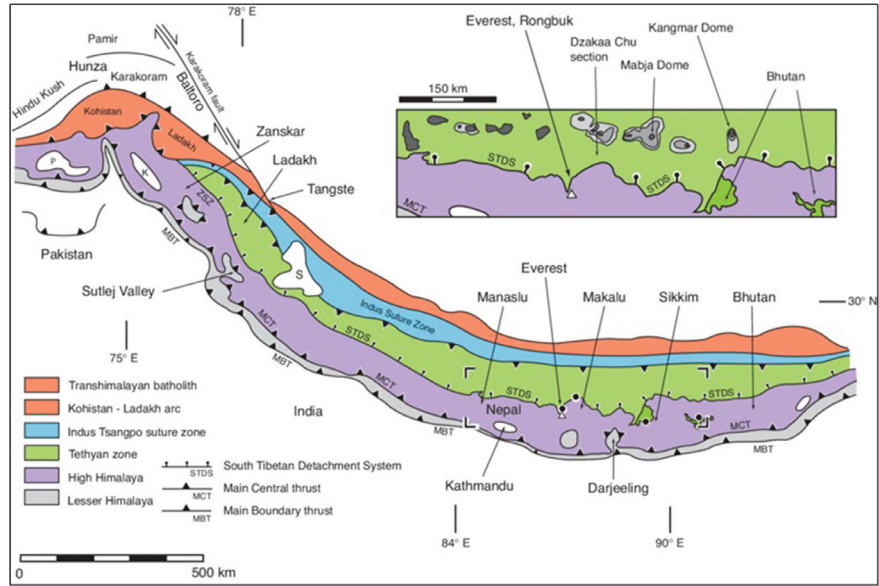 78° E
Pamir
Hunza
Karakoram
Hindu Kush
Baltoro
Karakoram fault
Kohistan
Ladakh
Zanskar
Ladakh
Tangste
P
K
ZSZ
S
MBT
Pakistan
Sutlej Valley
75° E
MCT
MBT
STDS
Indus Suture Zone
MCT
India
MBT
Everest, Rongbuk
Dzakaa Chu
section
Mabja Dome
Kangmar Dome
Bhutan
150 km
STDS
STDS
MCT
30° N
Everest
Manaslu
Makalu
Sikkim
Bhutan
STDS
STDS
Nepal
MCT
MBT
Kathmandu
Darjeeling
84° E
90° E
Transhimalayan batholith
Kohistan - Ladakh arc
Indus Tsangpo suture zone
Tethyan zone
High Himalaya
Lesser Himalaya
South Tibetan Detachment System
STDS
Main Central thrust
MCT
Main Boundary thrust
MBT
0
500 km